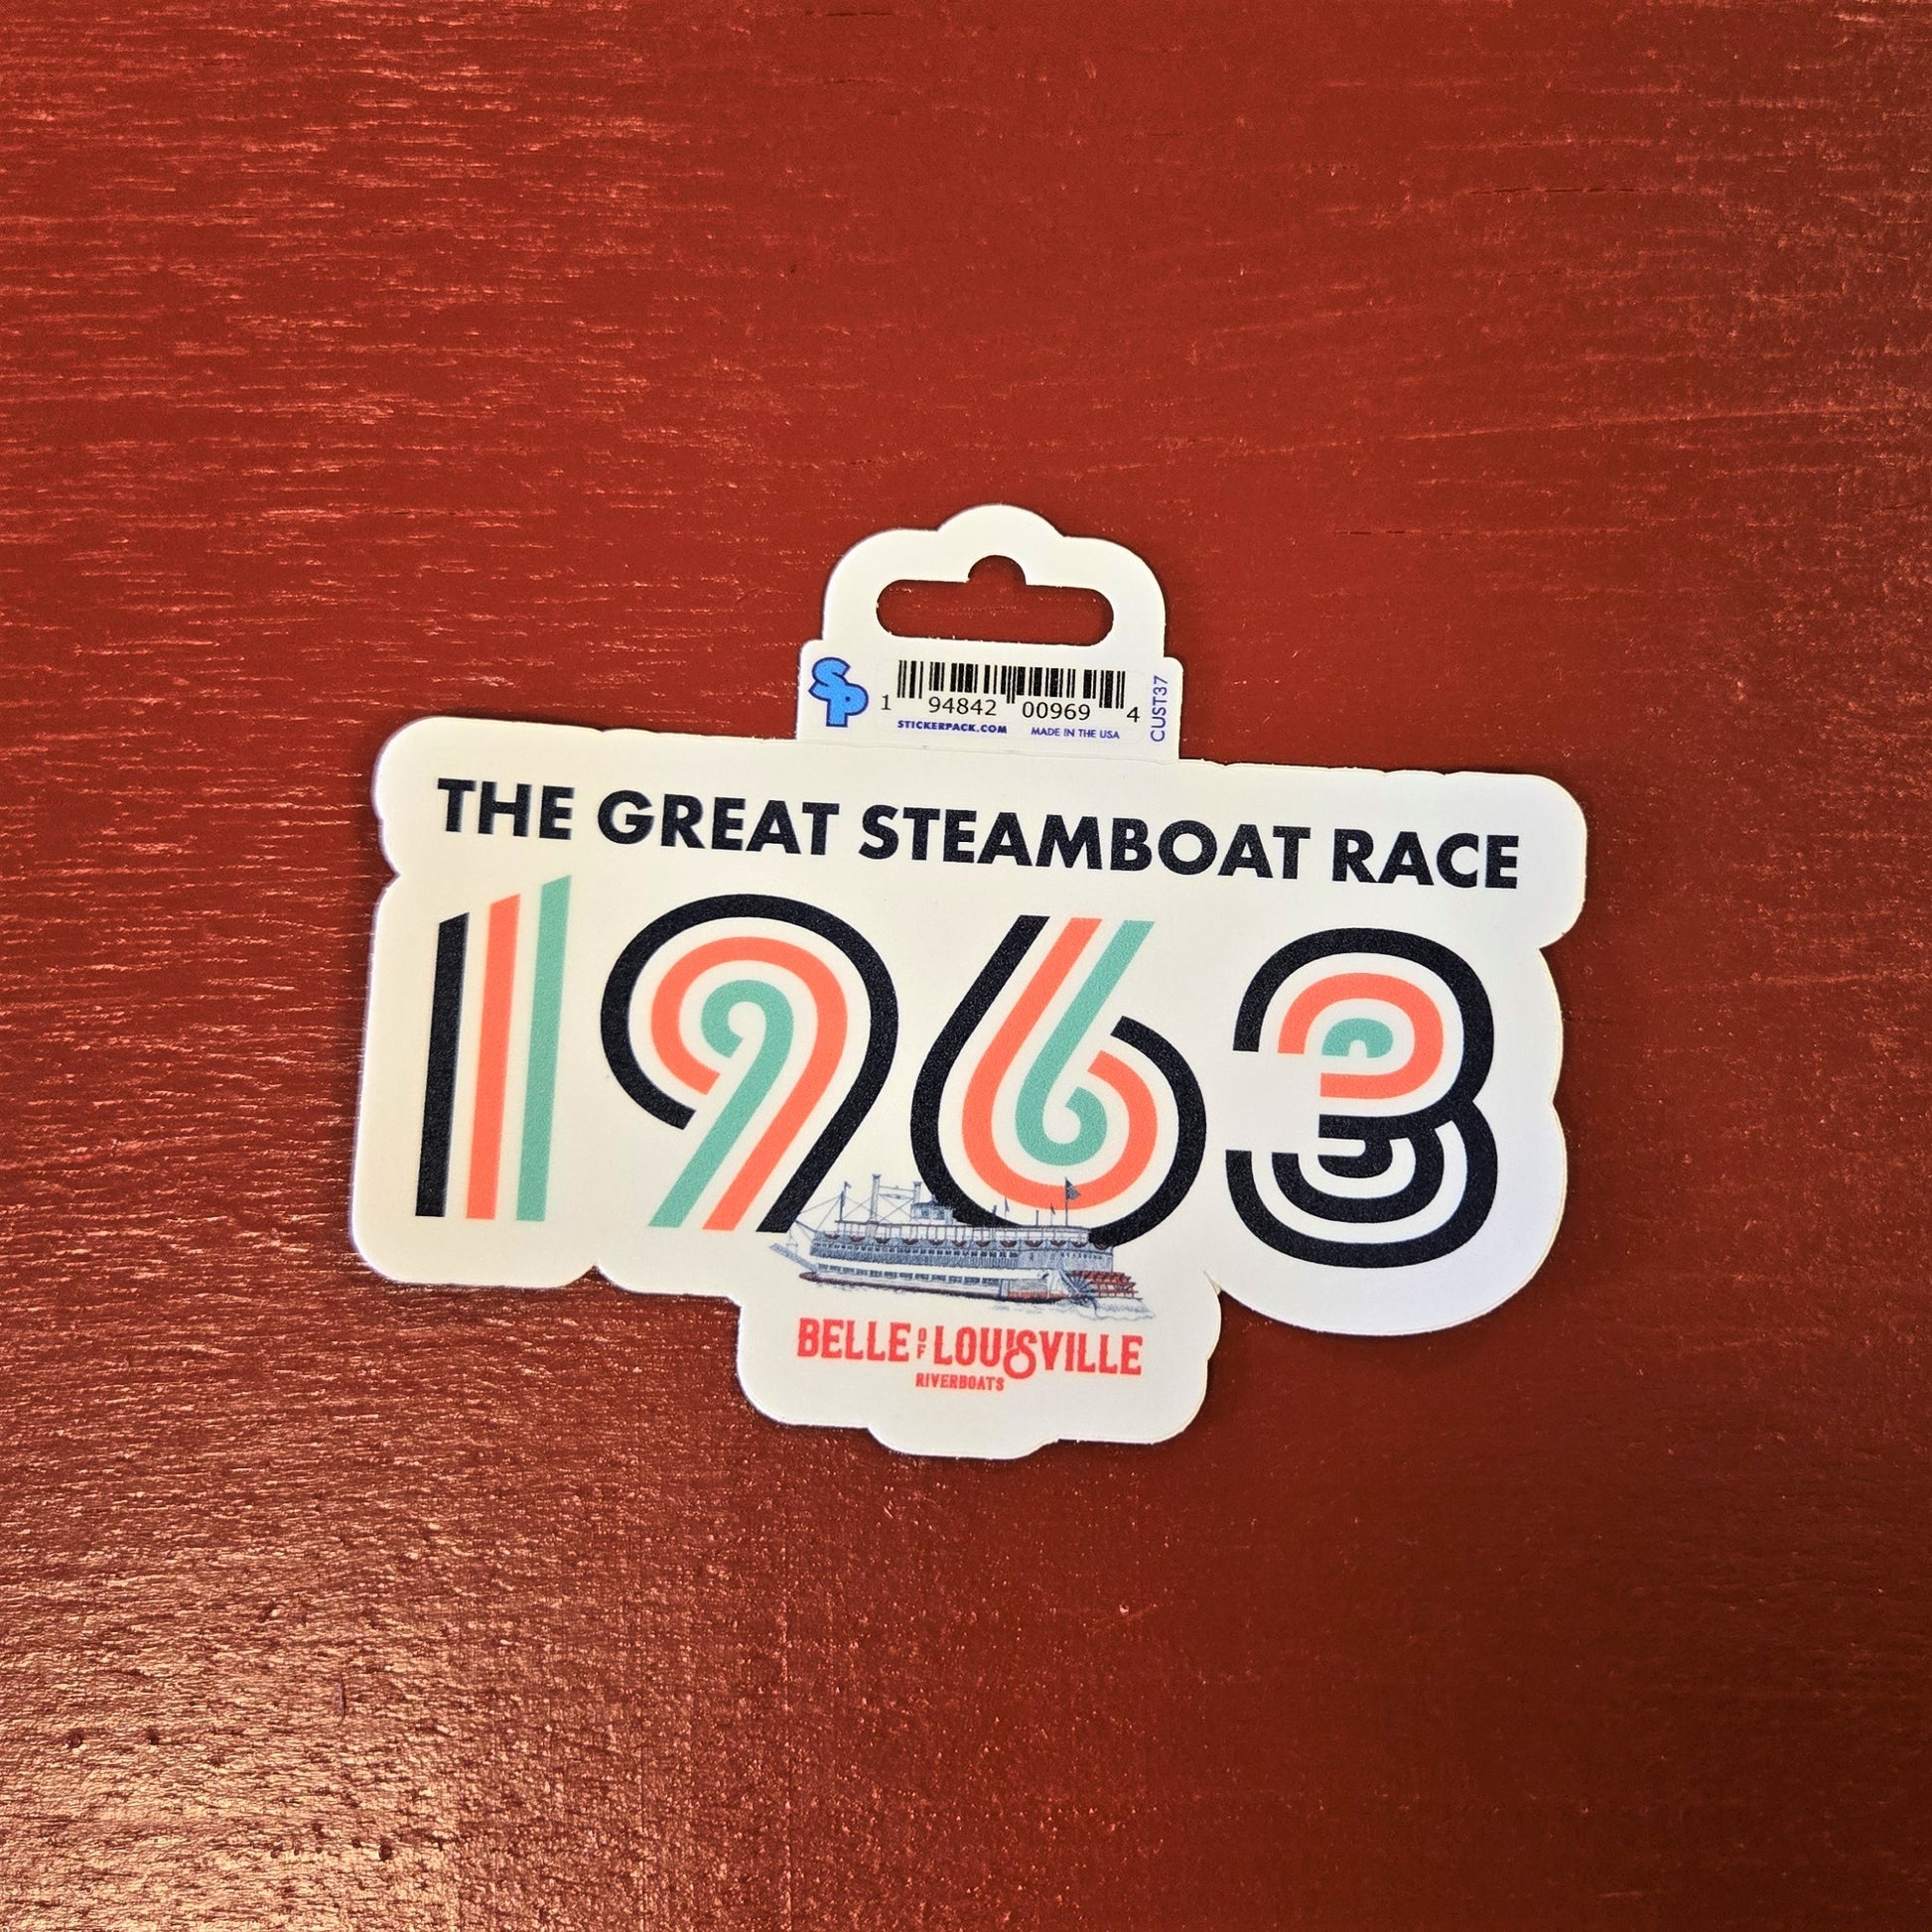 SP
1 94842 00969 4
STICKERPACK.COM MADE IN THE USA
CUST37
THE GREAT STEAMBOAT RACE
1963
BELLE OF LOUISVILLE
RIVERBOATS